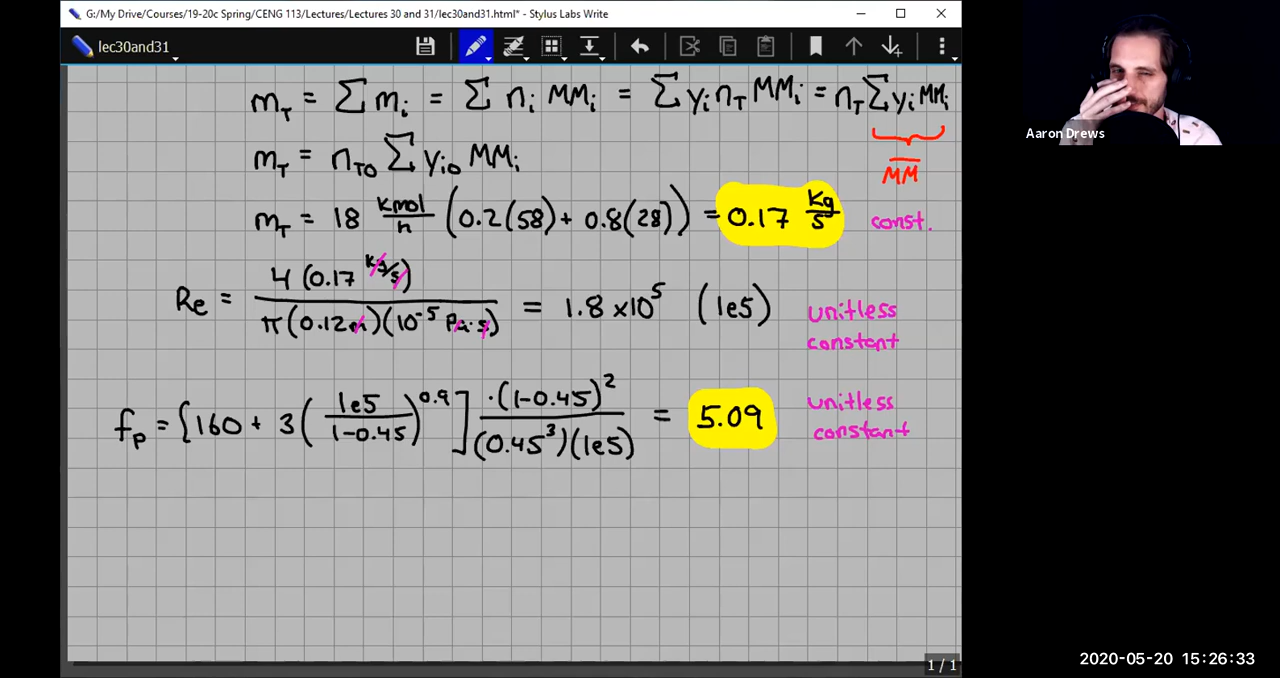 G:/My Drive/Courses/19-20c Spring/CENG 113/Lectures/Lectures 30 and 31/lec30and31.html* - Stylus Labs Write
lec30and31
m_T = Σ m_i = Σ n_i MM_i = Σ y_i n_T MM_i = n_T Σ y_i MM_i
Aaron Drews
m_T = n_T0 Σ y_i0 MM_i
M̅M̅
m_T = 18 kmol/h (0.2(58) + 0.8(28)) = 0.17 kg/s const.
Re = 4 (0.17 kg/s) / π(0.12m)(10^-5 Pa·s) = 1.8 x10^5 (1e5) unitless
constant
f_p = {160 + 3 (1e5 / 1-0.45)^0.9] ·(1-0.45)^2 / (0.45^3)(1e5) = 5.09 unitless
constant
1 / 1
2020-05-20 15:26:33